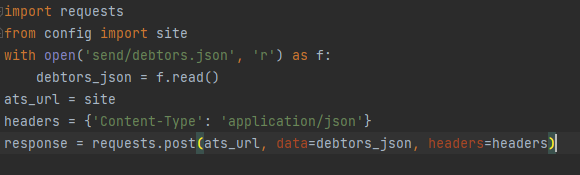 import requests
from config import site
with open('send/debtors.json', 'r') as f:
    debtors_json = f.read()
ats_url = site
headers = {'Content-Type': 'application/json'}
response = requests.post(ats_url, data=debtors_json, headers=headers)